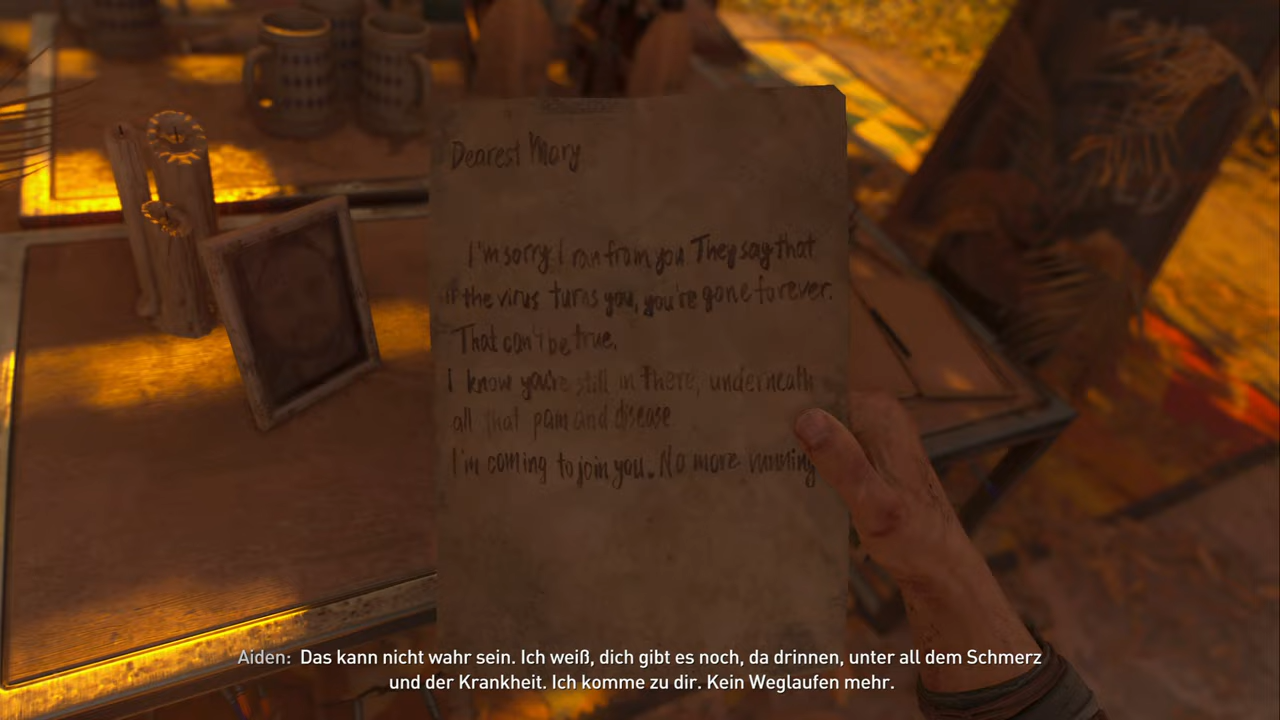 Dearest Mary
I'm sorry I ran from you They say that
if the virus turns you, you're gone forever.
That can't be true.
I know you're still in there, underneath
all that pain and disease
I'm coming to join you. No more running
Aiden: Das kann nicht wahr sein. Ich weiß, dich gibt es noch, da drinnen, unter all dem Schmerz
und der Krankheit. Ich komme zu dir. Kein Weglaufen mehr.